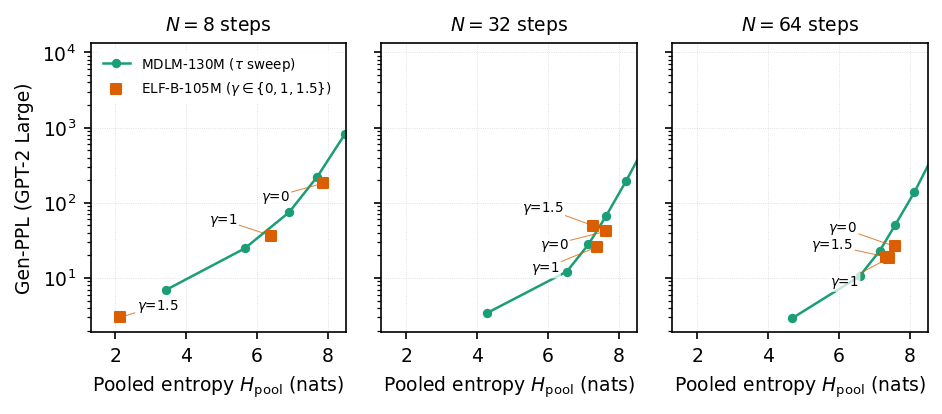 N = 8 steps
N = 32 steps
N = 64 steps
Gen-PPL (GPT-2 Large)
10⁴
10³
10²
10¹
MDLM-130M (τ sweep)
ELF-B-105M (γ ∈ {0, 1, 1.5})
γ=0
γ=1
γ=1.5
γ=1.5
γ=0
γ=1
γ=0
γ=1.5
γ=1
2 4 6 8
2 4 6 8
2 4 6 8
Pooled entropy H_pool (nats)
Pooled entropy H_pool (nats)
Pooled entropy H_pool (nats)